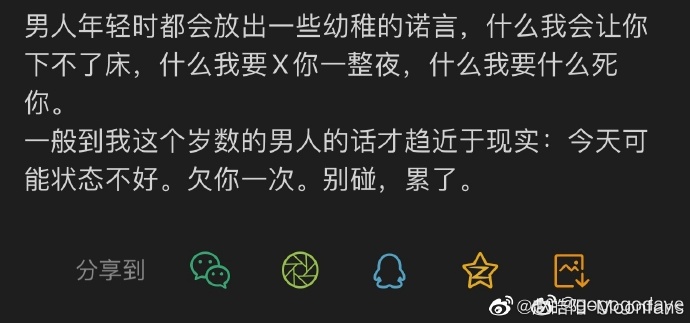 男人年轻时都会放出一些幼稚的诺言，什么我会让你
下不了床，什么我要X你一整夜，什么我要什么死
你。
一般到我这个岁数的男人的话才趋近于现实：今天可
能状态不好。欠你一次。别碰，累了。
分享到